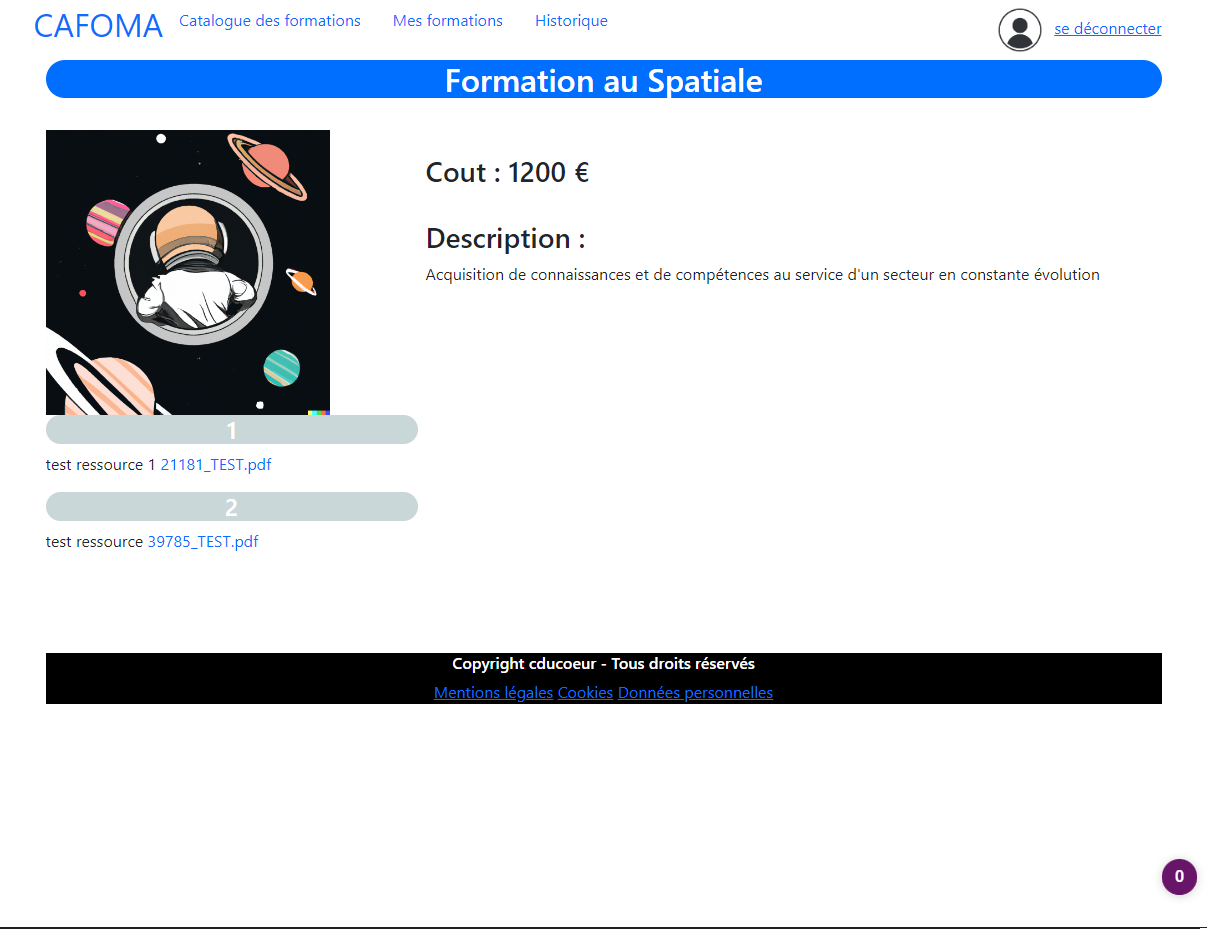 CAFOMA Catalogue des formations Mes formations Historique se déconnecter
Formation au Spatiale
Cout : 1200 €
Description :
Acquisition de connaissances et de compétences au service d'un secteur en constante évolution
1
test ressource 1 21181_TEST.pdf
2
test ressource 39785_TEST.pdf
Copyright cducoeur - Tous droits réservés
Mentions légales Cookies Données personnelles
0